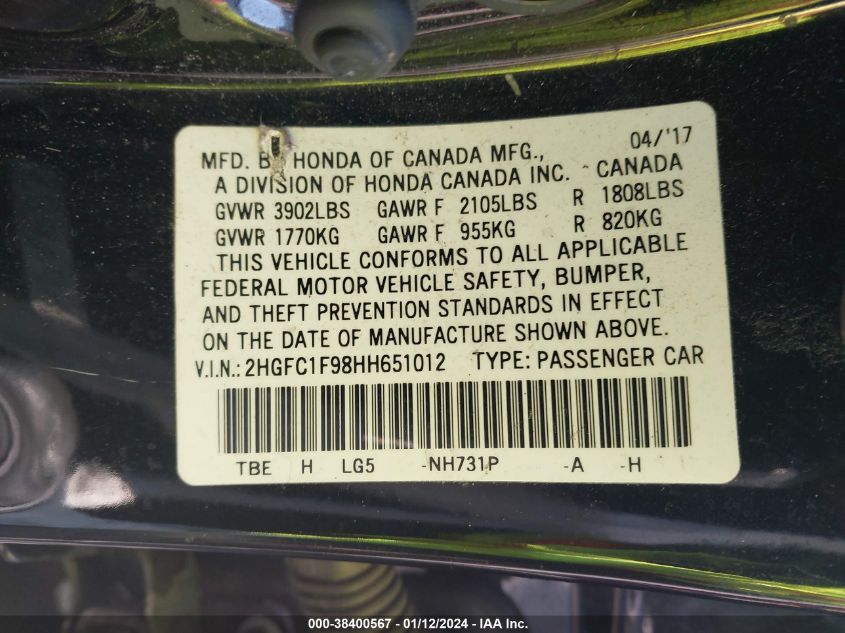 MFD. BY HONDA OF CANADA MFG., 04/'17
A DIVISION OF HONDA CANADA INC. CANADA
GVWR 3902LBS GAWR F 2105LBS R 1808LBS
GVWR 1770KG GAWR F 955KG R 820KG
THIS VEHICLE CONFORMS TO ALL APPLICABLE
FEDERAL MOTOR VEHICLE SAFETY, BUMPER,
AND THEFT PREVENTION STANDARDS IN EFFECT
ON THE DATE OF MANUFACTURE SHOWN ABOVE.
V.I.N.: 2HGFC1F98HH651012 TYPE: PASSENGER CAR
TBE H LG5 -NH731P -A -H
000-38400567 - 01/12/2024 - IAA Inc.